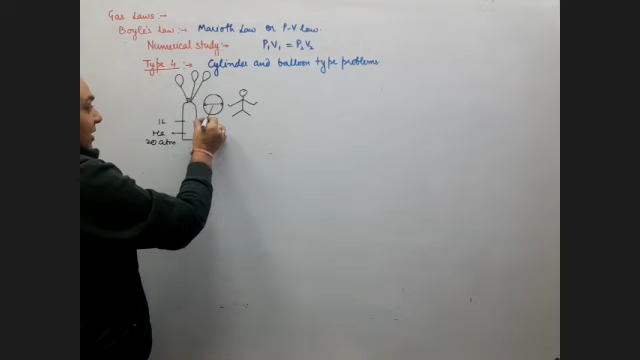 Gas Laws:-
Boyle's Law:- Marioth Law or P-V law.
Numerical study:- P₁V₁ = P₂V₂
Type 4:- Cylinder and balloon type problems
1L
He
20 atm